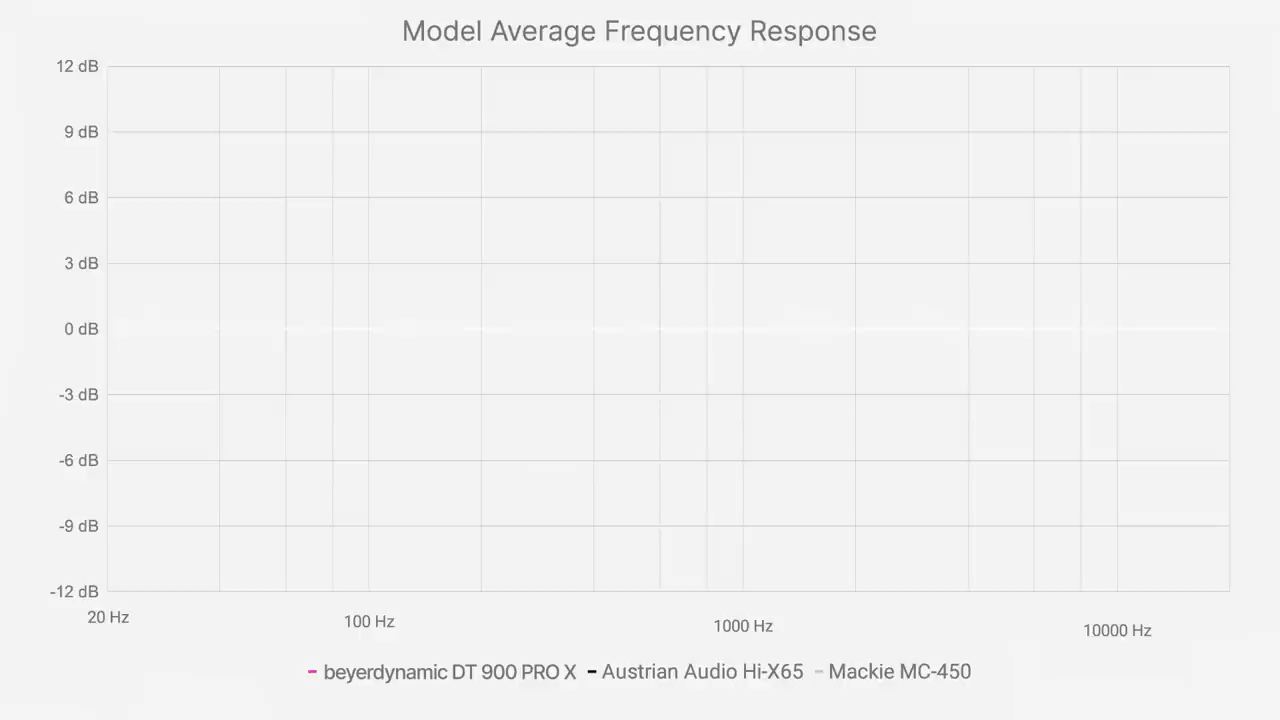 Model Average Frequency Response
12 dB
9 dB
6 dB
3 dB
0 dB
-3 dB
-6 dB
-9 dB
-12 dB
20 Hz
100 Hz
1000 Hz
10000 Hz
beyerdynamic DT 900 PRO X
Austrian Audio Hi-X65
Mackie MC-450